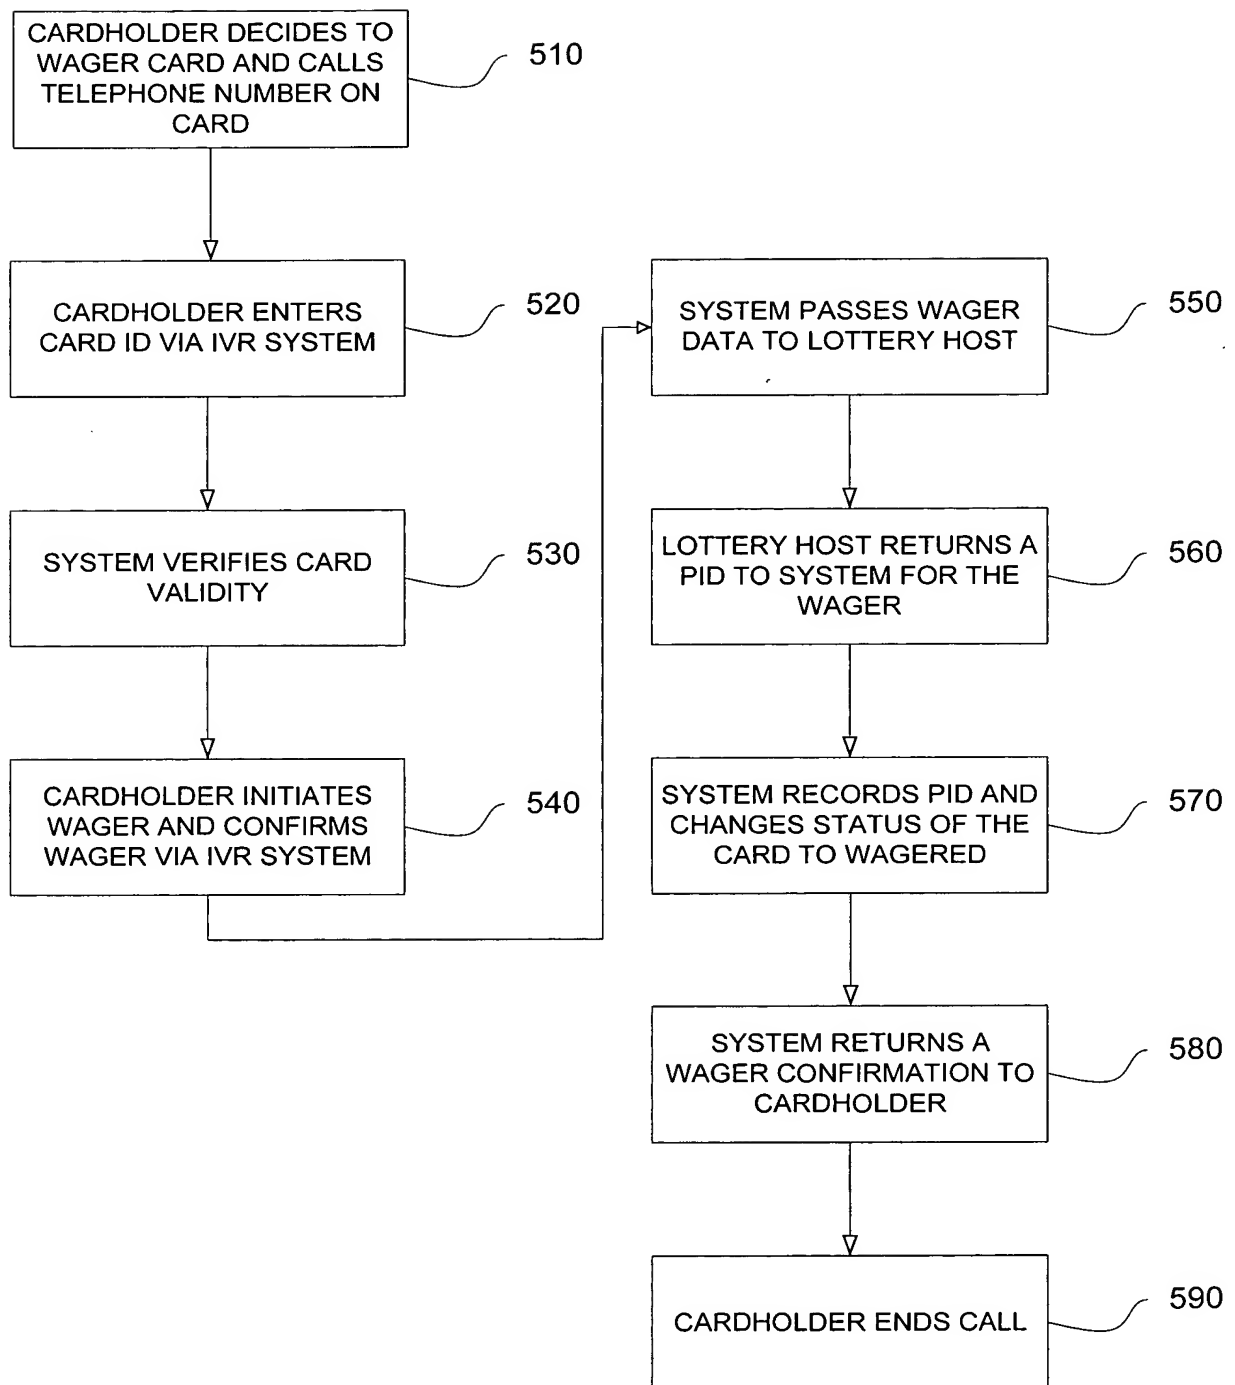 CARDHOLDER DECIDES TO
WAGER CARD AND CALLS
TELEPHONE NUMBER ON
CARD
510
CARDHOLDER ENTERS
CARD ID VIA IVR SYSTEM
520
SYSTEM VERIFIES CARD
VALIDITY
530
CARDHOLDER INITIATES
WAGER AND CONFIRMS
WAGER VIA IVR SYSTEM
540
SYSTEM PASSES WAGER
DATA TO LOTTERY HOST
550
LOTTERY HOST RETURNS A
PID TO SYSTEM FOR THE
WAGER
560
SYSTEM RECORDS PID AND
CHANGES STATUS OF THE
CARD TO WAGERED
570
SYSTEM RETURNS A
WAGER CONFIRMATION TO
CARDHOLDER
580
CARDHOLDER ENDS CALL
590